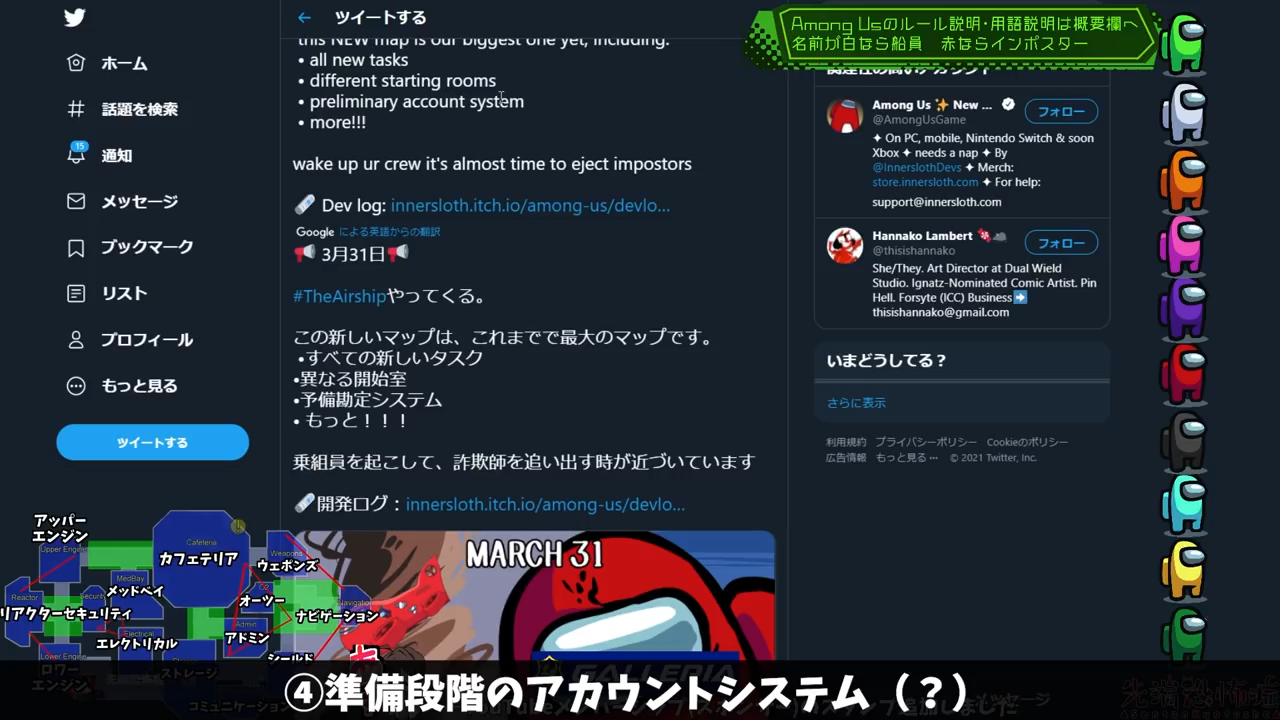 ツイートする
Among Usのルール説明・用語説明は概要欄へ
名前が白なら船員　赤ならインポスター
ホーム
話題を検索
15
通知
メッセージ
ブックマーク
リスト
プロフィール
もっと見る
ツイートする
this NEW map is our biggest one yet, including:
• all new tasks
• different starting rooms
• preliminary account system
• more!!!
wake up ur crew it's almost time to eject impostors
Dev log: innersloth.itch.io/among-us/devlo...
Google による英語からの翻訳
3月31日
#TheAirshipやってくる。
この新しいマップは、これまでで最大のマップです。
•すべての新しいタスク
•異なる開始室
•予備勘定システム
• もっと！！！
乗組員を起こして、詐欺師を追い出す時が近づいています
開発ログ：innersloth.itch.io/among-us/devlo...
MARCH 31
GALLERIA
Among Us ✨ New ...
@AmongUsGame
フォロー
✦ On PC, mobile, Nintendo Switch & soon
Xbox ✦ needs a nap ✦ By
@InnerslothDevs ✦ Merch:
store.innersloth.com ✦ For help:
support@innersloth.com
Hannako Lambert
@thisishannako
フォロー
She/They. Art Director at Dual Wield
Studio. Ignatz-Nominated Comic Artist. Pin
Hell. Forsyte (ICC) Business➡
thisishannako@gmail.com
いまどうしてる？
さらに表示
利用規約 プライバシーポリシー Cookieのポリシー
広告情報 もっと見る… © 2021 Twitter, Inc.
アッパー
エンジン
Upper Engine
Cafeteria
カフェテリア
Weapons
ウェポンズ
MedBay
メッドベイ
O2
オーツー
Reactor
リアクター
Security
セキュリティ
Navigation
ナビゲーション
Admin
アドミン
Electrical
エレクトリカル
シールド
Lower Engine
ロワー
エンジン
ストレージ
コミュニケーション
④準備段階のアカウントシステム（？）